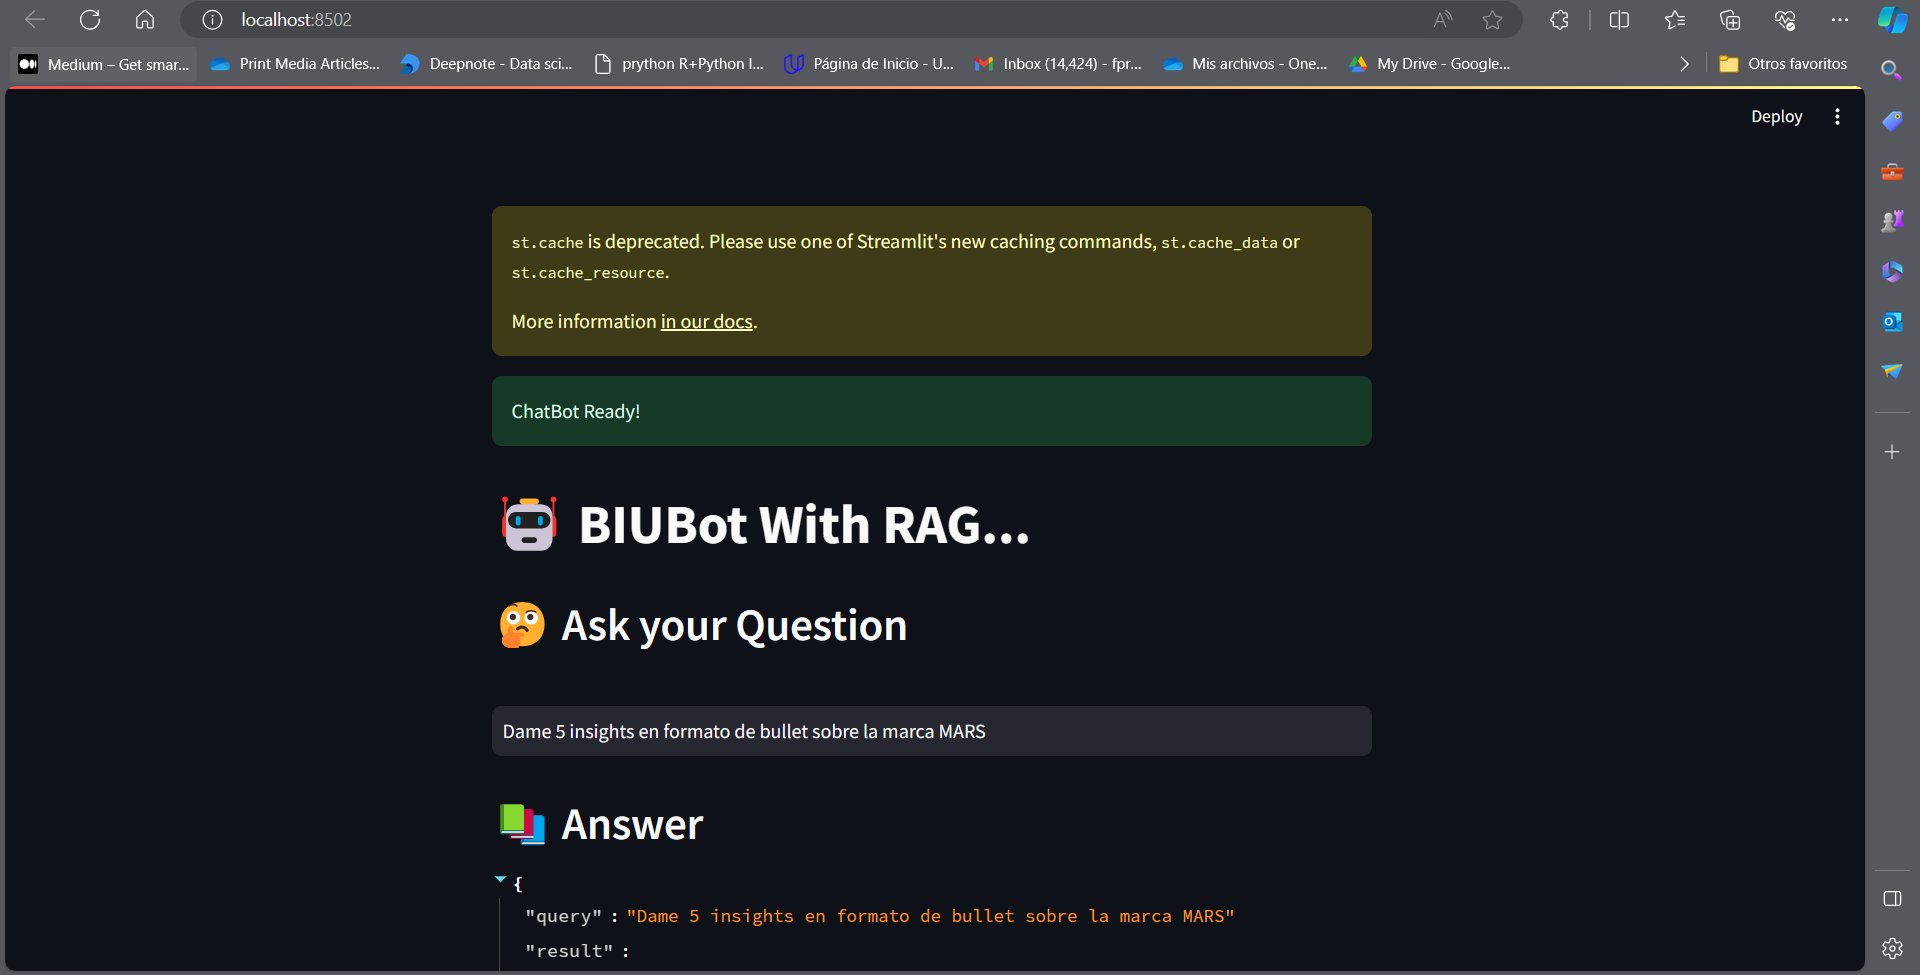 localhost:8502
Medium – Get smar...
Print Media Articles...
Deepnote - Data sci...
prython R+Python I...
Página de Inicio - U...
Inbox (14,424) - fpr...
Mis archivos - One...
My Drive - Google...
Otros favoritos
Deploy
st.cache is deprecated. Please use one of Streamlit's new caching commands, st.cache_data or
st.cache_resource.
More information in our docs.
ChatBot Ready!
BIUBot With RAG...
Ask your Question
Dame 5 insights en formato de bullet sobre la marca MARS
Answer
{
"query" : "Dame 5 insights en formato de bullet sobre la marca MARS"
"result" :